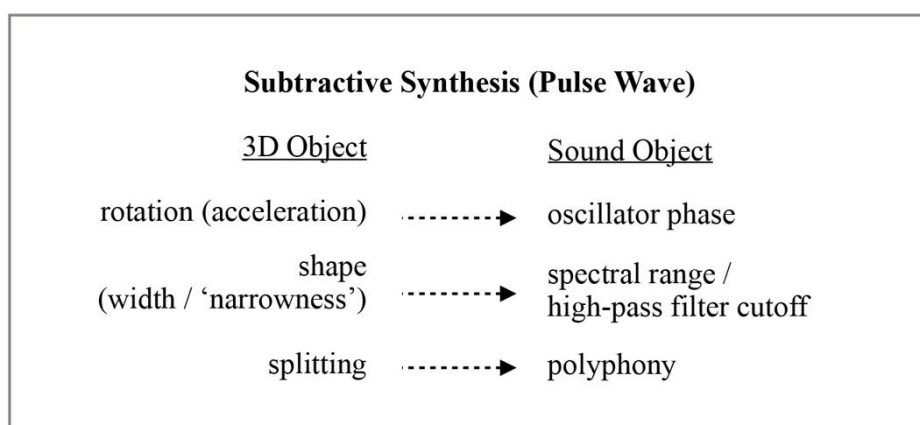 Subtractive Synthesis (Pulse Wave)
3D Object Sound Object
rotation (acceleration) oscillator phase
shape
(width / ‘narrowness’) spectral range /
high-pass filter cutoff
splitting polyphony